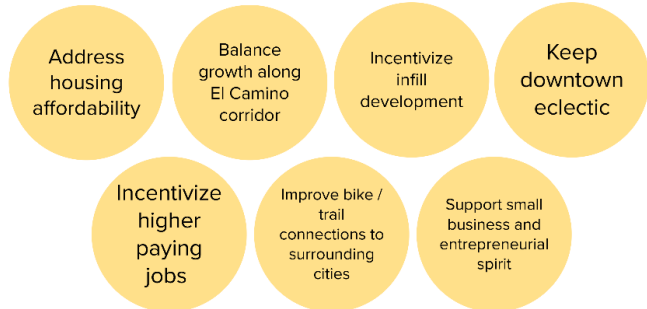 Address
housing
affordability
Balance
growth along
El Camino
corridor
Incentivize
infill
development
Keep
downtown
eclectic
Incentivize
higher
paying
jobs
Improve bike /
trail
connections to
surrounding
cities
Support small
business and
entrepreneurial
spirit